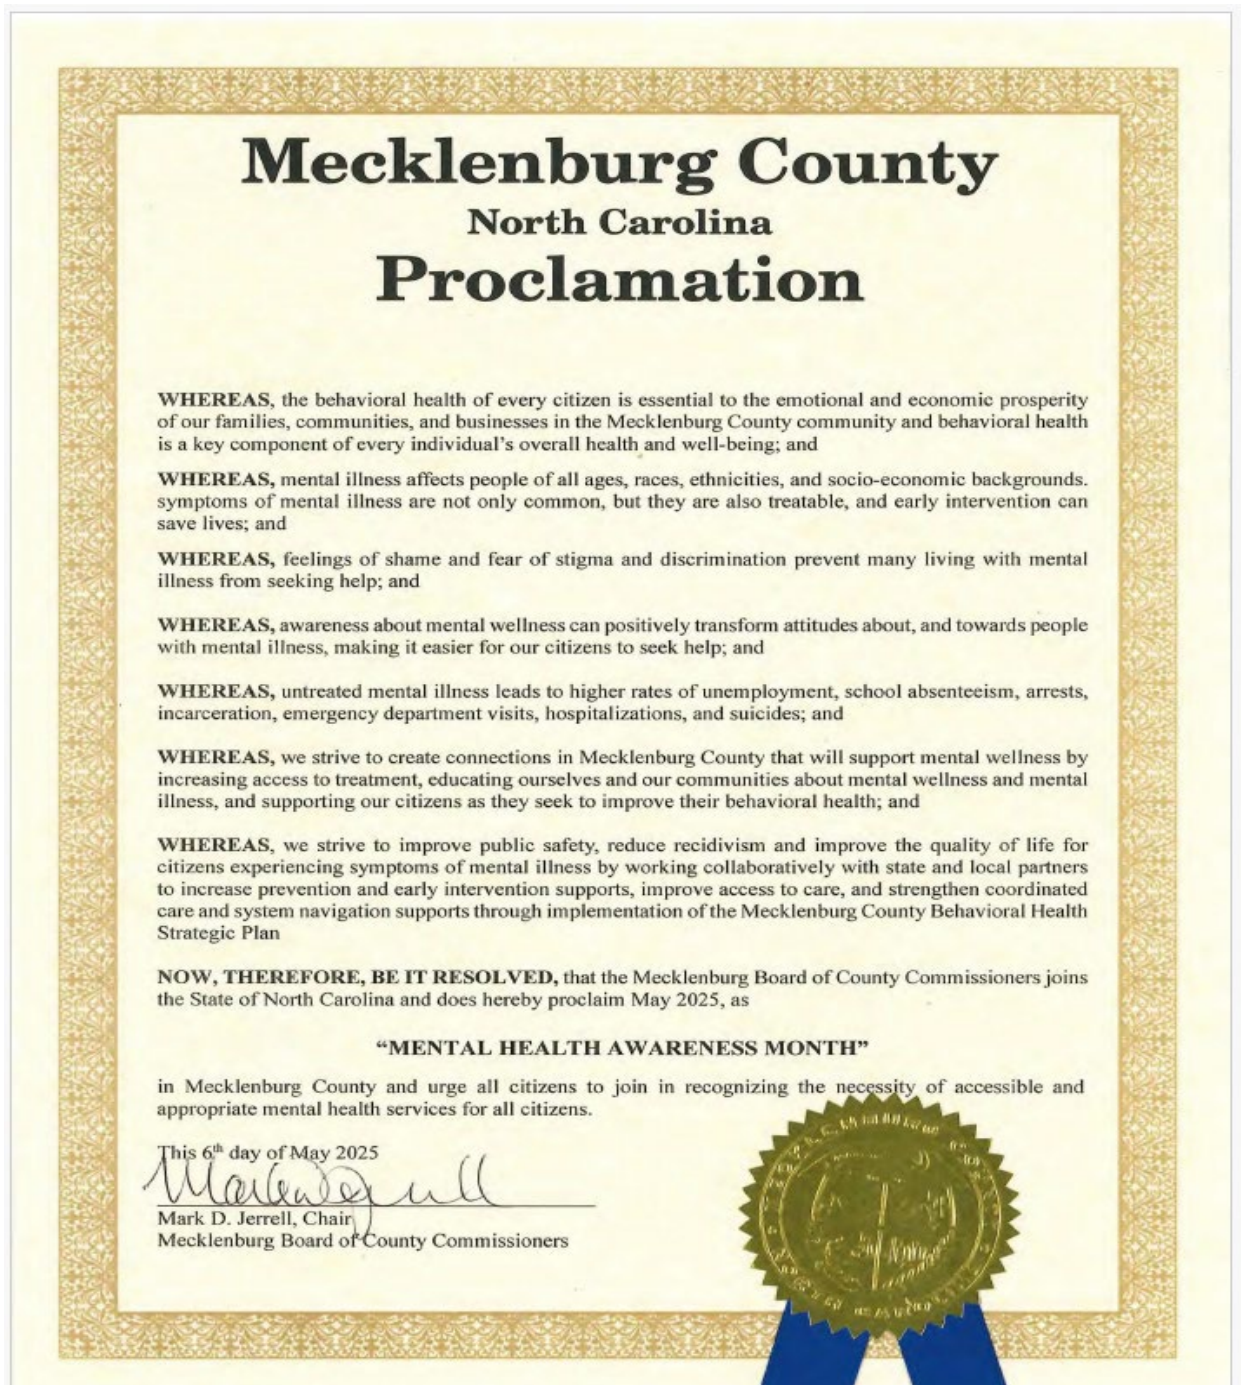 Mecklenburg County
North Carolina
Proclamation
WHEREAS, the behavioral health of every citizen is essential to the emotional and economic prosperity
of our families, communities, and businesses in the Mecklenburg County community and behavioral health
is a key component of every individual's overall health and well-being; and
WHEREAS, mental illness affects people of all ages, races, ethnicities, and socio-economic backgrounds.
symptoms of mental illness are not only common, but they are also treatable, and early intervention can
save lives; and
WHEREAS, feelings of shame and fear of stigma and discrimination prevent many living with mental
illness from seeking help; and
WHEREAS, awareness about mental wellness can positively transform attitudes about, and towards people
with mental illness, making it easier for our citizens to seek help; and
WHEREAS, untreated mental illness leads to higher rates of unemployment, school absenteeism, arrests,
incarceration, emergency department visits, hospitalizations, and suicides; and
WHEREAS, we strive to create connections in Mecklenburg County that will support mental wellness by
increasing access to treatment, educating ourselves and our communities about mental wellness and mental
illness, and supporting our citizens as they seek to improve their behavioral health; and
WHEREAS, we strive to improve public safety, reduce recidivism and improve the quality of life for
citizens experiencing symptoms of mental illness by working collaboratively with state and local partners
to increase prevention and early intervention supports, improve access to care, and strengthen coordinated
care and system navigation supports through implementation of the Mecklenburg County Behavioral Health
Strategic Plan
NOW, THEREFORE, BE IT RESOLVED, that the Mecklenburg Board of County Commissioners joins
the State of North Carolina and does hereby proclaim May 2025, as
“MENTAL HEALTH AWARENESS MONTH”
in Mecklenburg County and urge all citizens to join in recognizing the necessity of accessible and
appropriate mental health services for all citizens.
This 6th day of May 2025
Mark D. Jerrell, Chair
Mecklenburg Board of County Commissioners